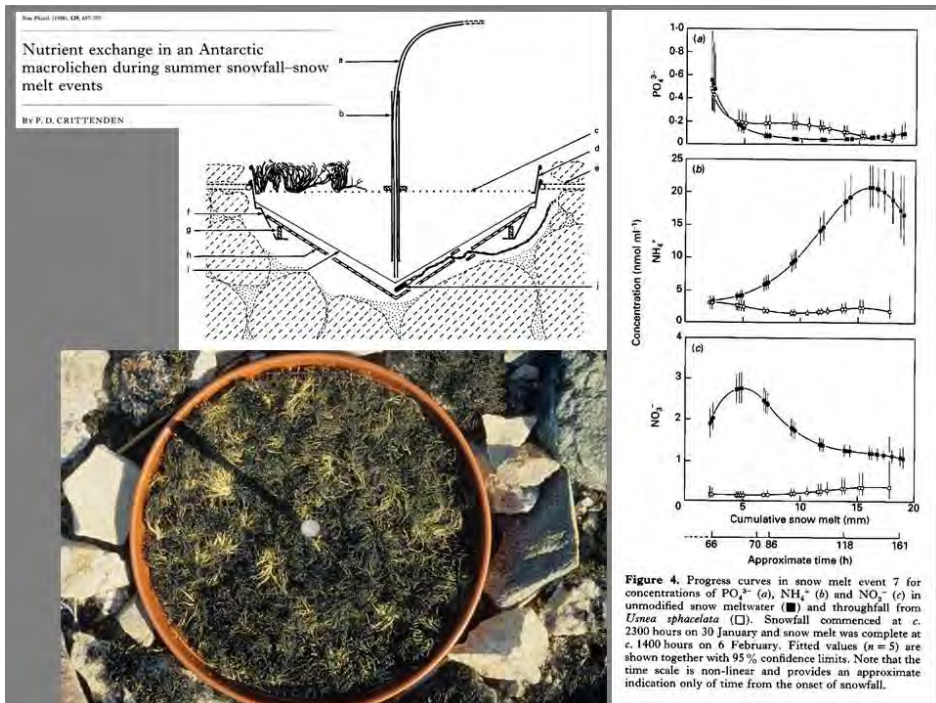 New Phytol. (1998), 139, 697-707
Nutrient exchange in an Antarctic
macrolichen during summer snowfall–snow
melt events
BY P. D. CRITTENDEN
a
b
c
d
e
f
g
h
i
j
(a)
PO₄³⁻
1·0
0·8
0·6
0·4
0·2
0
(b)
Concentration (nmol ml⁻¹)
NH₄⁺
25
20
15
10
5
0
(c)
NO₃⁻
4
3
2
1
0 5 10 15 20
Cumulative snow melt (mm)
66 70 86 118 161
Approximate time (h)
Figure 4. Progress curves in snow melt event 7 for
concentrations of PO₄³⁻ (a), NH₄⁺ (b) and NO₃⁻ (c) in
unmodified snow meltwater (■) and throughfall from
Usnea sphacelata (□). Snowfall commenced at c.
2300 hours on 30 January and snow melt was complete at
c. 1400 hours on 6 February. Fitted values (n = 5) are
shown together with 95 % confidence limits. Note that the
time scale is non-linear and provides an approximate
indication only of time from the onset of snowfall.